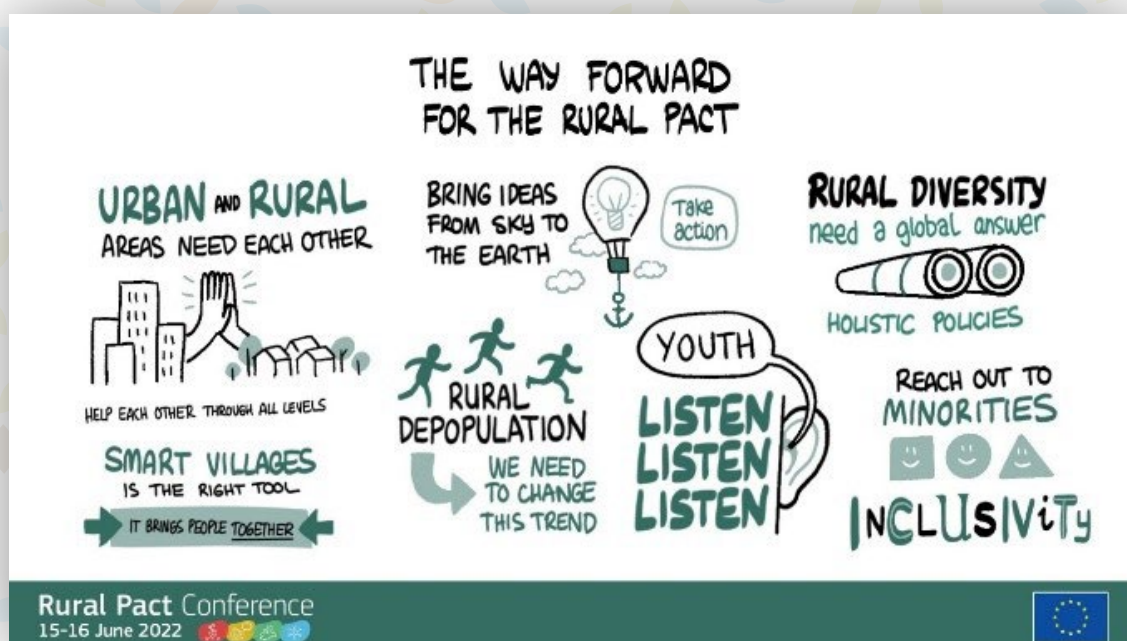 THE WAY FORWARD
FOR THE RURAL PACT
URBAN AND RURAL
AREAS NEED EACH OTHER
HELP EACH OTHER THROUGH ALL LEVELS
SMART VILLAGES
IS THE RIGHT TOOL
IT BRINGS PEOPLE TOGETHER
BRING IDEAS
FROM SKY TO
THE EARTH
Take
action
RURAL
DEPOPULATION
WE NEED
TO CHANGE
THIS TREND
YOUTH
LISTEN
LISTEN
LISTEN
RURAL DIVERSITY
need a global answer
HOLISTIC POLICIES
REACH OUT TO
MINORITIES
INCLUSIViTy
Rural Pact Conference
15-16 June 2022